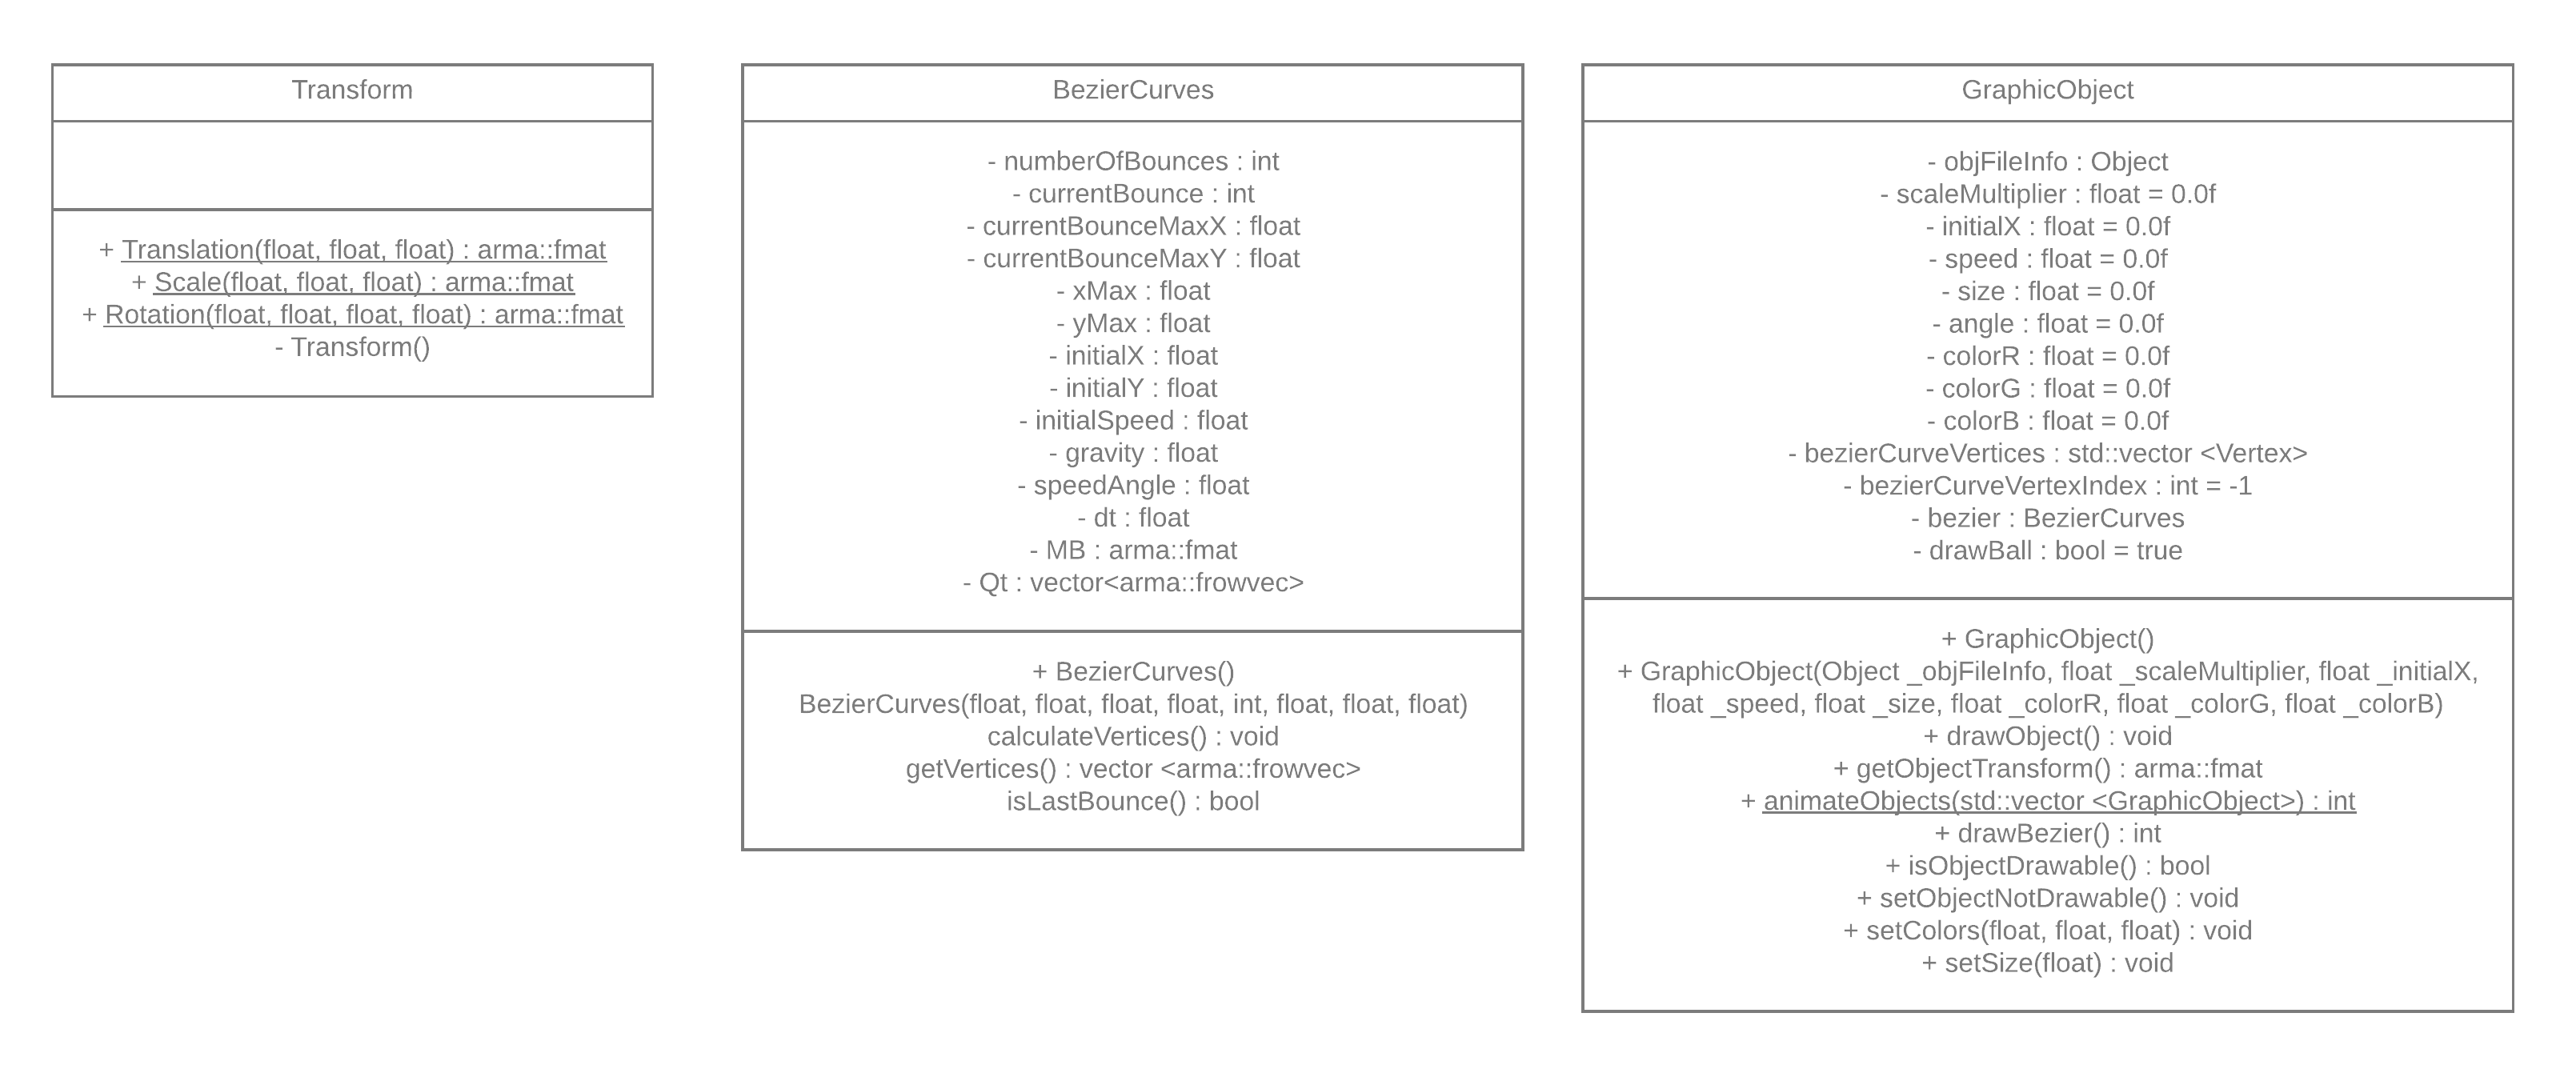 Transform
+ Translation(float, float, float) : arma::fmat
+ Scale(float, float, float) : arma::fmat
+ Rotation(float, float, float, float) : arma::fmat
- Transform()
BezierCurves
- numberOfBounces : int
- currentBounce : int
- currentBounceMaxX : float
- currentBounceMaxY : float
- xMax : float
- yMax : float
- initialX : float
- initialY : float
- initialSpeed : float
- gravity : float
- speedAngle : float
- dt : float
- MB : arma::fmat
- Qt : vector<arma::frowvec>
+ BezierCurves()
BezierCurves(float, float, float, float, int, float, float, float)
calculateVertices() : void
getVertices() : vector <arma::frowvec>
isLastBounce() : bool
GraphicObject
- objFileInfo : Object
- scaleMultiplier : float = 0.0f
- initialX : float = 0.0f
- speed : float = 0.0f
- size : float = 0.0f
- angle : float = 0.0f
- colorR : float = 0.0f
- colorG : float = 0.0f
- colorB : float = 0.0f
- bezierCurveVertices : std::vector <Vertex>
- bezierCurveVertexIndex : int = -1
- bezier : BezierCurves
- drawBall : bool = true
+ GraphicObject()
+ GraphicObject(Object _objFileInfo, float _scaleMultiplier, float _initialX,
float _speed, float _size, float _colorR, float _colorG, float _colorB)
+ drawObject() : void
+ getObjectTransform() : arma::fmat
+ animateObjects(std::vector <GraphicObject>) : int
+ drawBezier() : int
+ isObjectDrawable() : bool
+ setObjectNotDrawable() : void
+ setColors(float, float, float) : void
+ setSize(float) : void